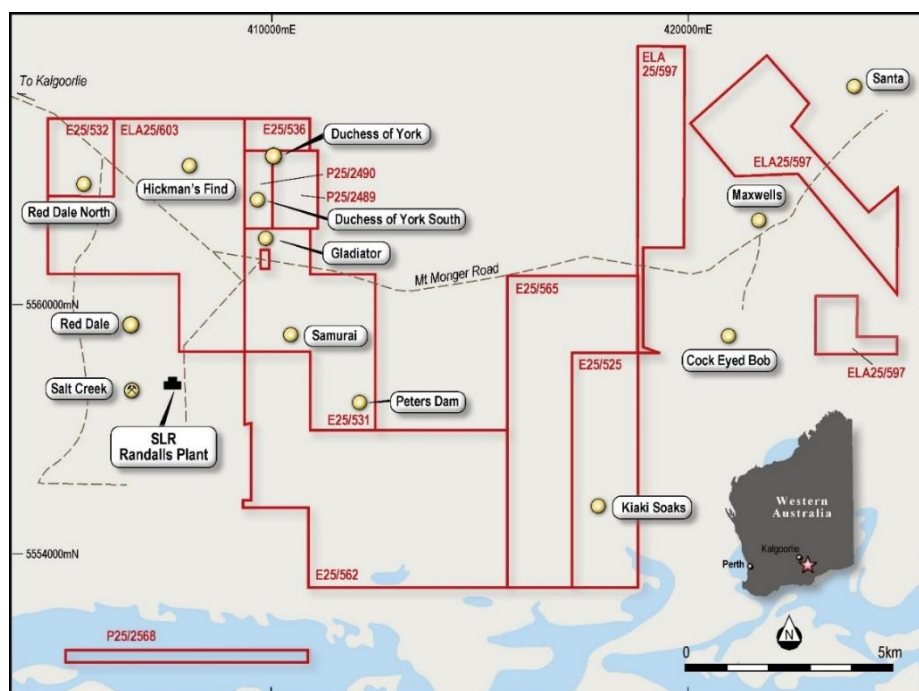 410000mE
420000mE
To Kalgoorlie
ELA
25/597
Santa
E25/532
ELA25/603
E25/536
Duchess of York
P25/2490
ELA25/597
Hickman's Find
P25/2489
Red Dale North
Duchess of York South
Maxwells
Gladiator
Mt Monger Road
E25/565
5560000mN
Red Dale
Samurai
Cock Eyed Bob
E25/525
ELA25/597
Salt Creek
Peters Dam
E25/531
SLR
Randalls Plant
Kiaki Soaks
Western
Australia
Kalgoorlie
Perth
5554000mN
E25/562
P25/2568
N
0
5km